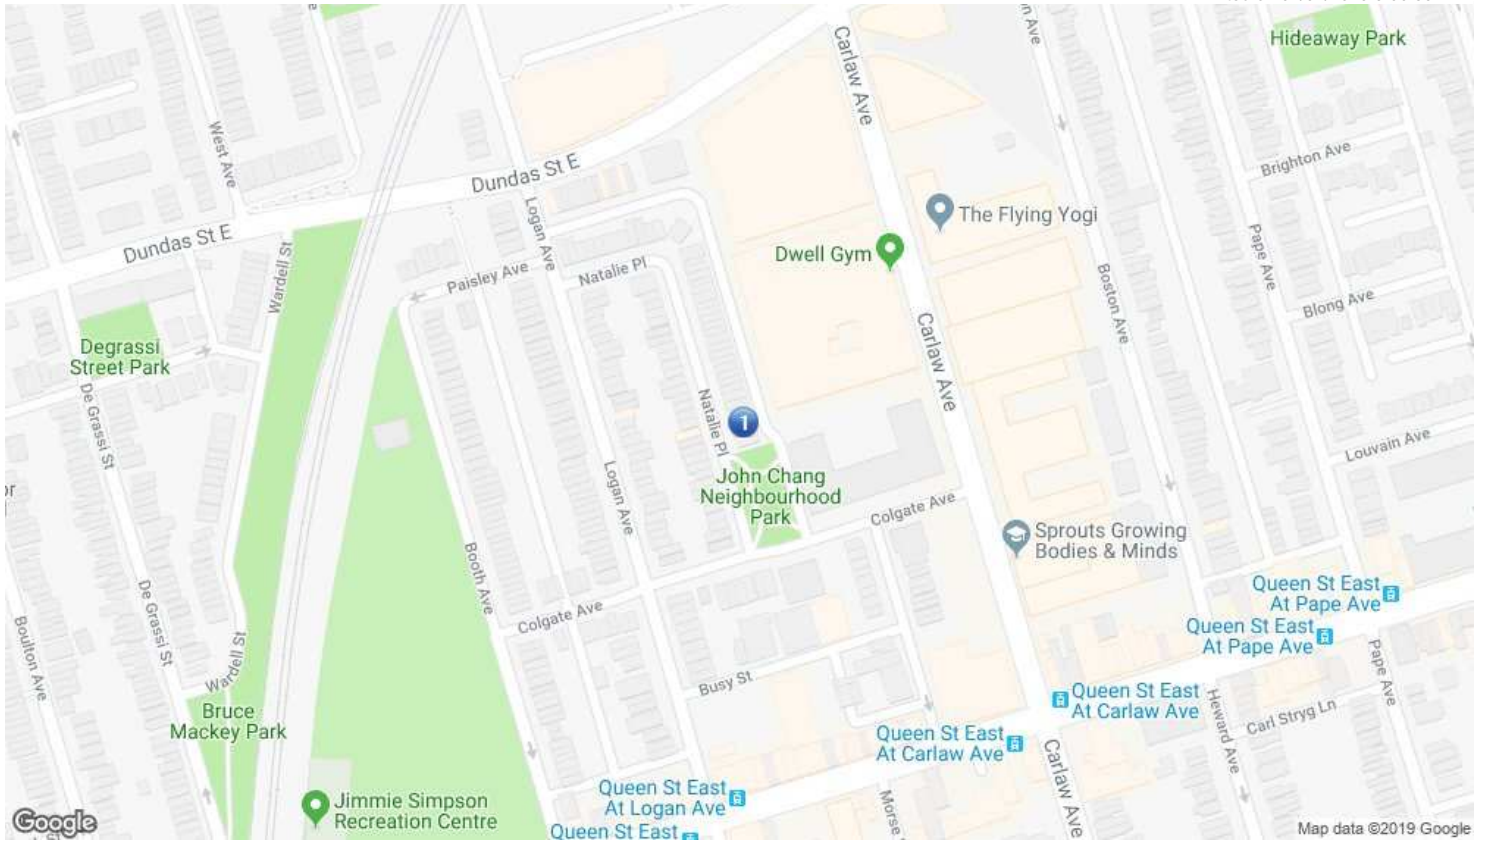 Hideaway Park
Carlaw Ave
West Ave
Brighton Ave
Dundas St E
The Flying Yogi
Logan Ave
Dundas St E
Dwell Gym
Pape Ave
Wardell St
Paisley Ave
Natalie Pl
Boston Ave
Blong Ave
Degrassi
Street Park
Carlaw Ave
De Grassi St
Natalie Pl
1
Louvain Ave
John Chang
Neighbourhood
Park
Logan Ave
Colgate Ave
Sprouts Growing
Bodies & Minds
Booth Ave
Queen St East
At Pape Ave
De Grassi St
Colgate Ave
Queen St East
At Pape Ave
Boulton Ave
Wardell St
Pape Ave
Busy St
Queen St East
At Carlaw Ave
Bruce
Mackey Park
Heward Ave
Carl Stryg Ln
Queen St East
At Carlaw Ave
Carlaw Ave
Queen St East
At Logan Ave
Jimmie Simpson
Recreation Centre
Morse
Queen St East
Google
Map data ©2019 Google